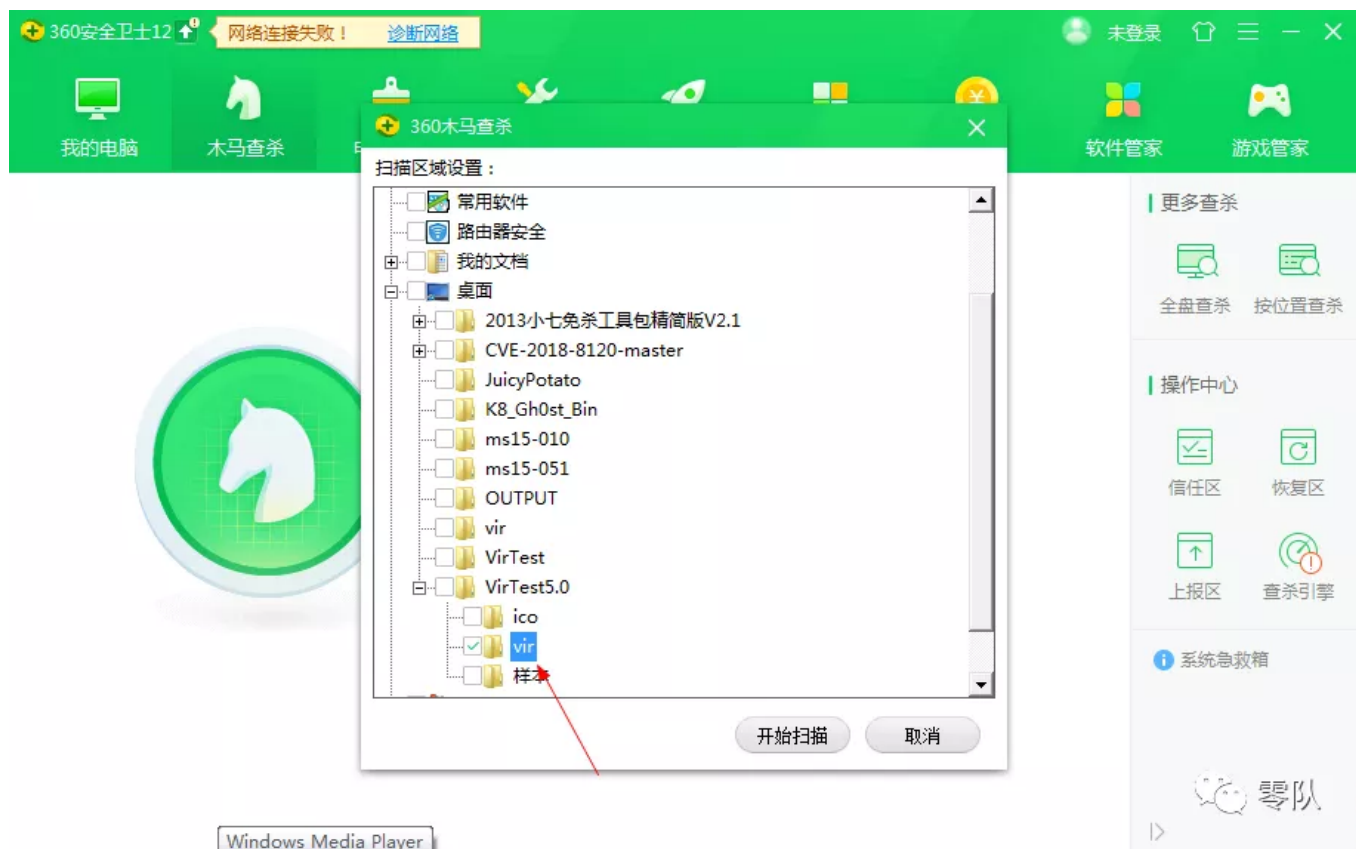 360安全卫士12
网络连接失败！ 诊断网络
未登录
我的电脑
木马查杀
软件管家
游戏管家
360木马查杀
扫描区域设置：
常用软件
路由器安全
我的文档
桌面
2013小七免杀工具包精简版V2.1
CVE-2018-8120-master
JuicyPotato
K8_Gh0st_Bin
ms15-010
ms15-051
OUTPUT
vir
VirTest
VirTest5.0
ico
vir
样本
开始扫描
取消
更多查杀
全盘查杀
按位置查杀
操作中心
信任区
恢复区
上报区
查杀引擎
系统急救箱
零队
Windows Media Player